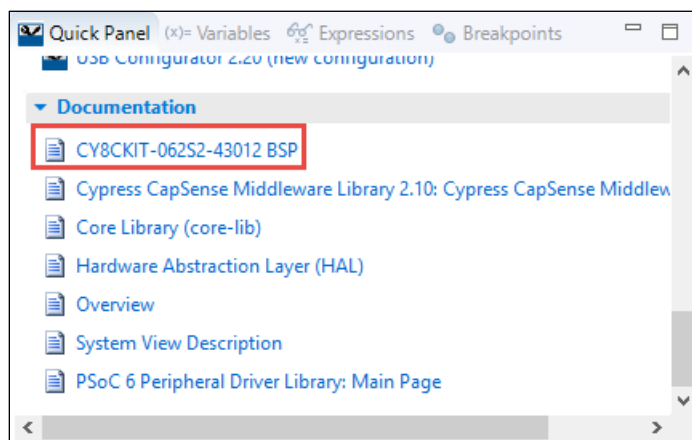 Quick Panel (x)= Variables Expressions Breakpoints
USB Configurator 2.20 (new configuration)
Documentation
CY8CKIT-062S2-43012 BSP
Cypress CapSense Middleware Library 2.10: Cypress CapSense Middlew
Core Library (core-lib)
Hardware Abstraction Layer (HAL)
Overview
System View Description
PSoC 6 Peripheral Driver Library: Main Page